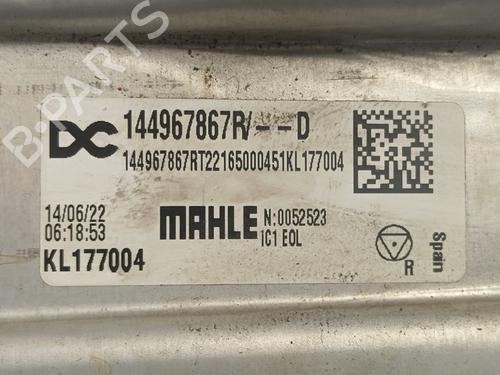 B-PARTS
DC 144967867R/--D
144967867RT22165000451KL177004
14/06/22
06:18:53
MAHLE
N:0052523
iC1 EOL
KL177004
R
Spain